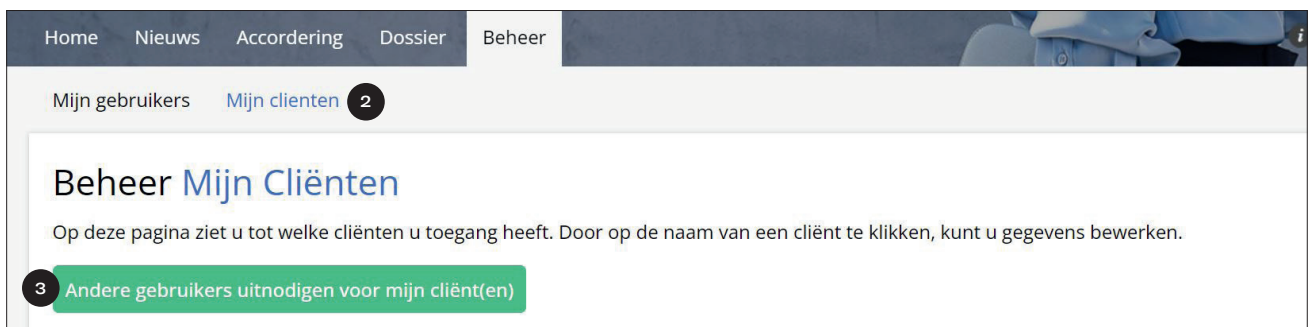 Home Nieuws Accordering Dossier Beheer i
Mijn gebruikers Mijn clienten 2
Beheer Mijn Cliënten
Op deze pagina ziet u tot welke cliënten u toegang heeft. Door op de naam van een cliënt te klikken, kunt u gegevens bewerken.
3 Andere gebruikers uitnodigen voor mijn cliënt(en)